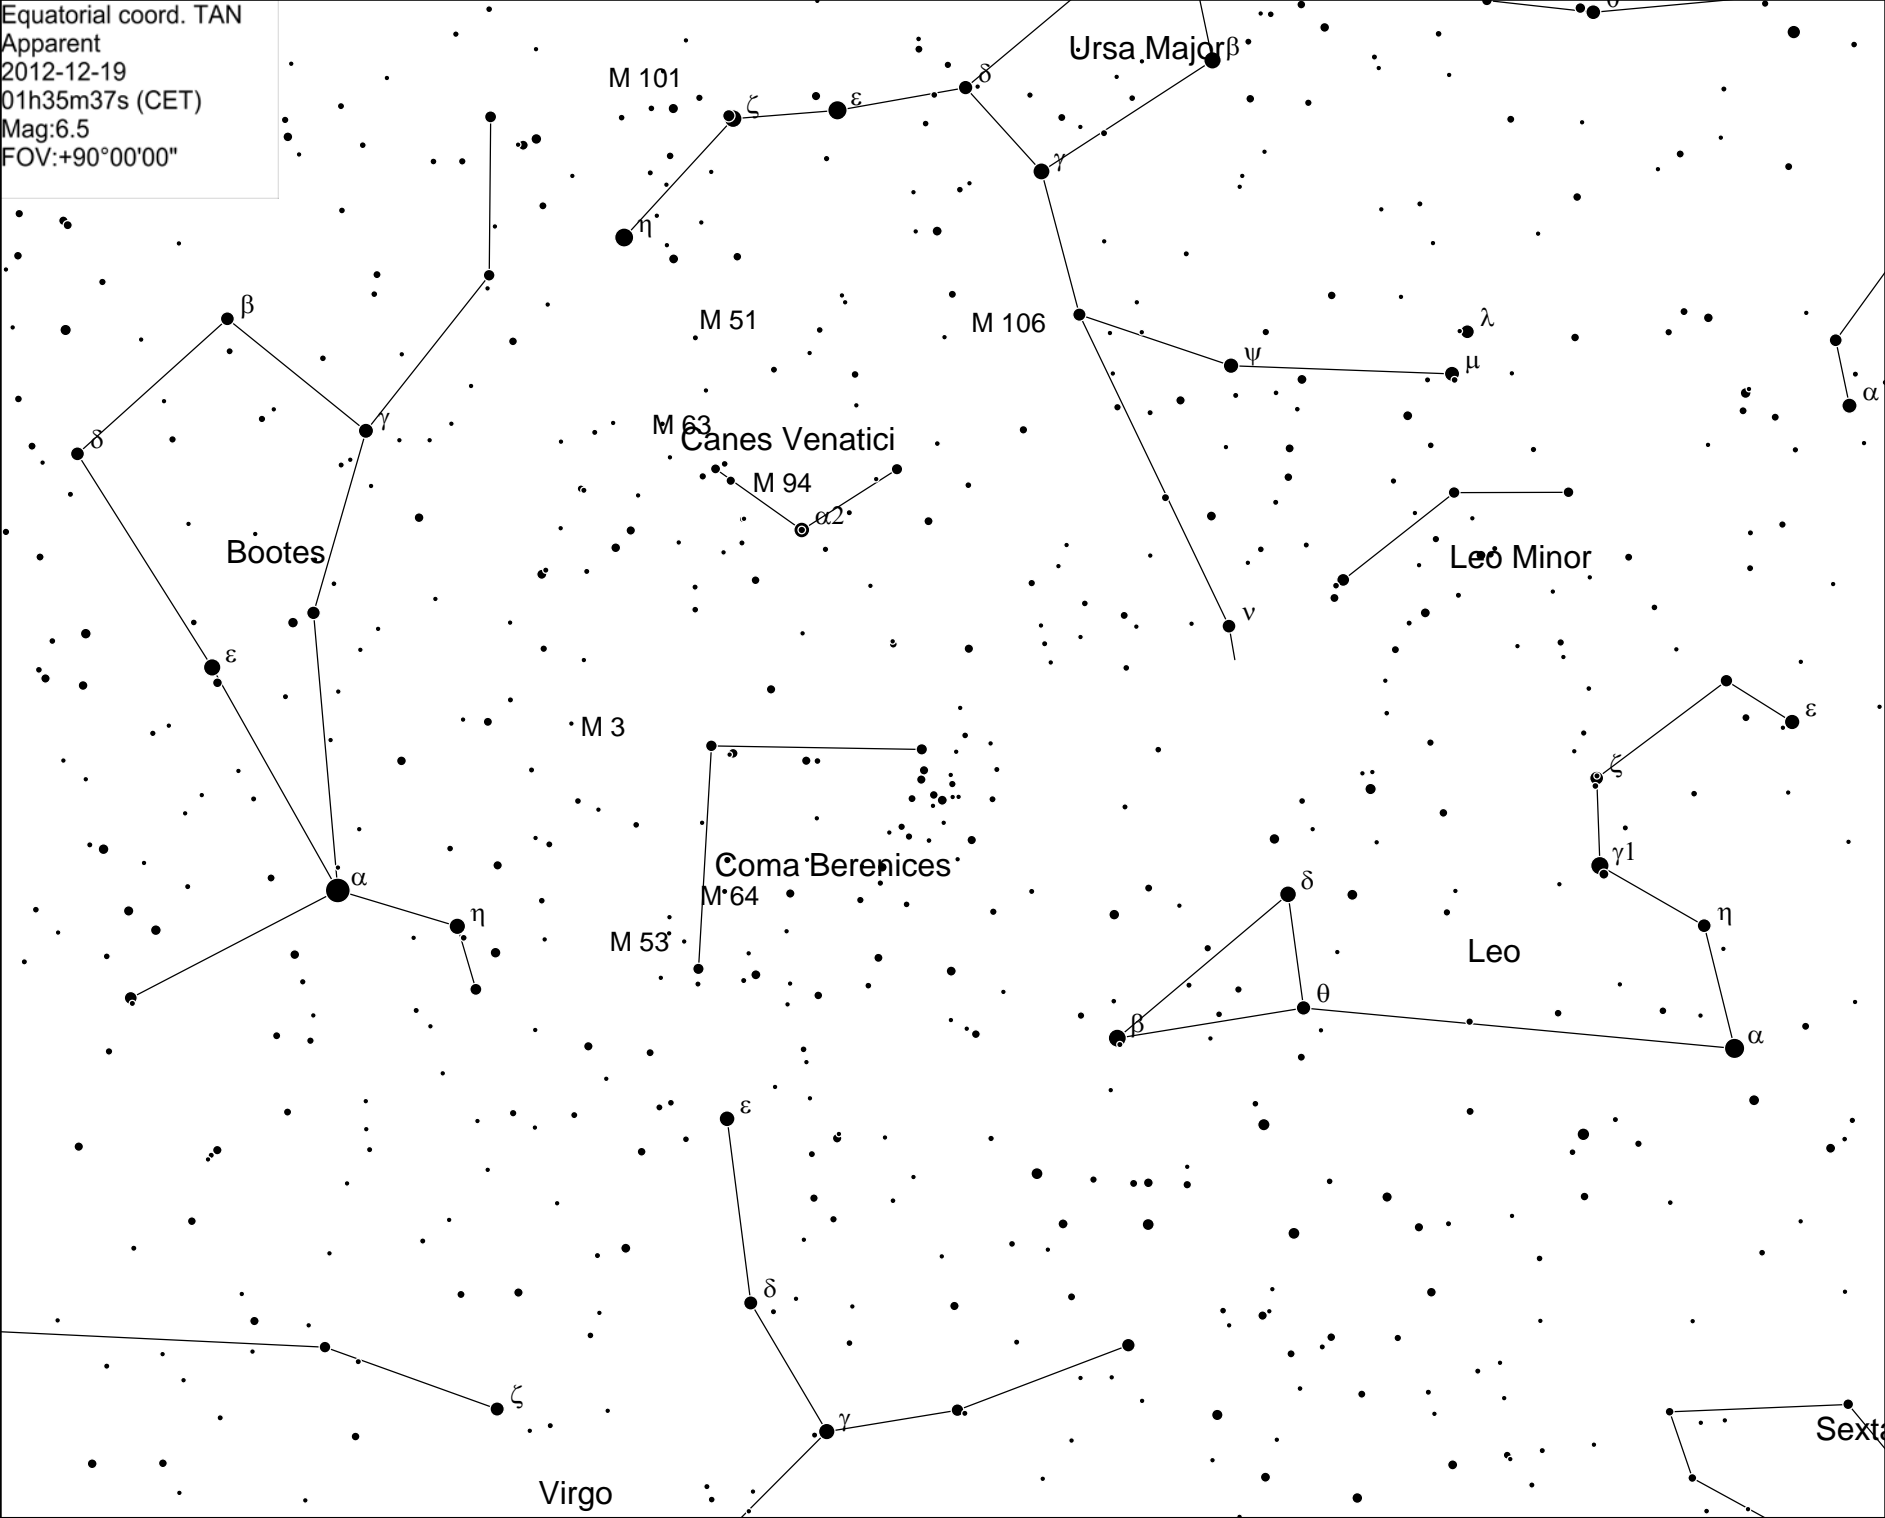 Equatorial coord. TAN
Apparent
2012-12-19
01h35m37s (CET)
Mag:6.5
FOV:+90°00'00"
θ
Ursa Major β
δ
M 101
ζ ε
γ
η
β
M 51
M 106
λ
ψ
μ
α
δ
γ
M 63
Canes Venatici
M 94
α2
Bootes
Leo Minor
ν
ε
M 3
ε
ζ
γ1
Coma Berenices
M 64
α
δ
η
η
M 53
Leo
θ
β
α
ε
δ
ζ
γ
Sexta
Virgo